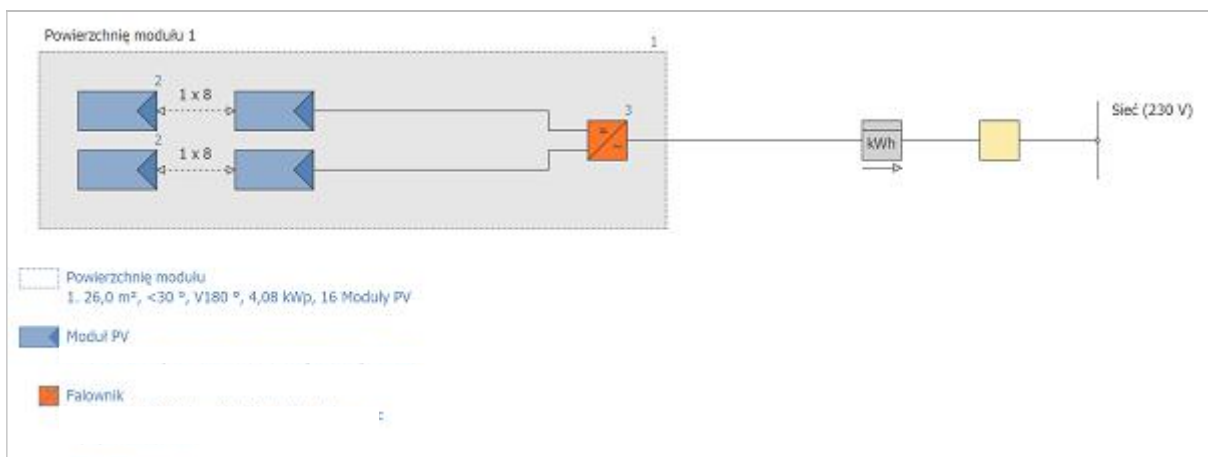 Powierzchnię modułu 1
1
2
1 x 8
3
Sieć (230 V)
kWh
2
1 x 8
Powierzchnię modułu
1. 26,0 m², <30 º, V180 º, 4,08 kWp, 16 Moduły PV
Moduł PV
Falownik